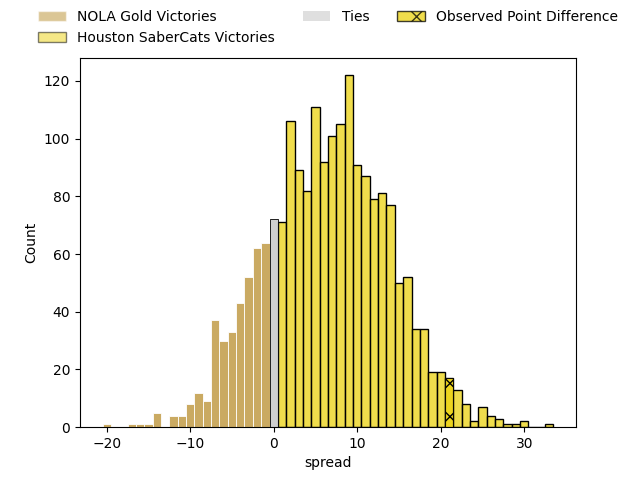 NOLA Gold Victories
Houston SaberCats Victories
Ties
Observed Point Difference
Count
120
100
80
60
40
20
0
−20 −10 0 10 20 30
spread